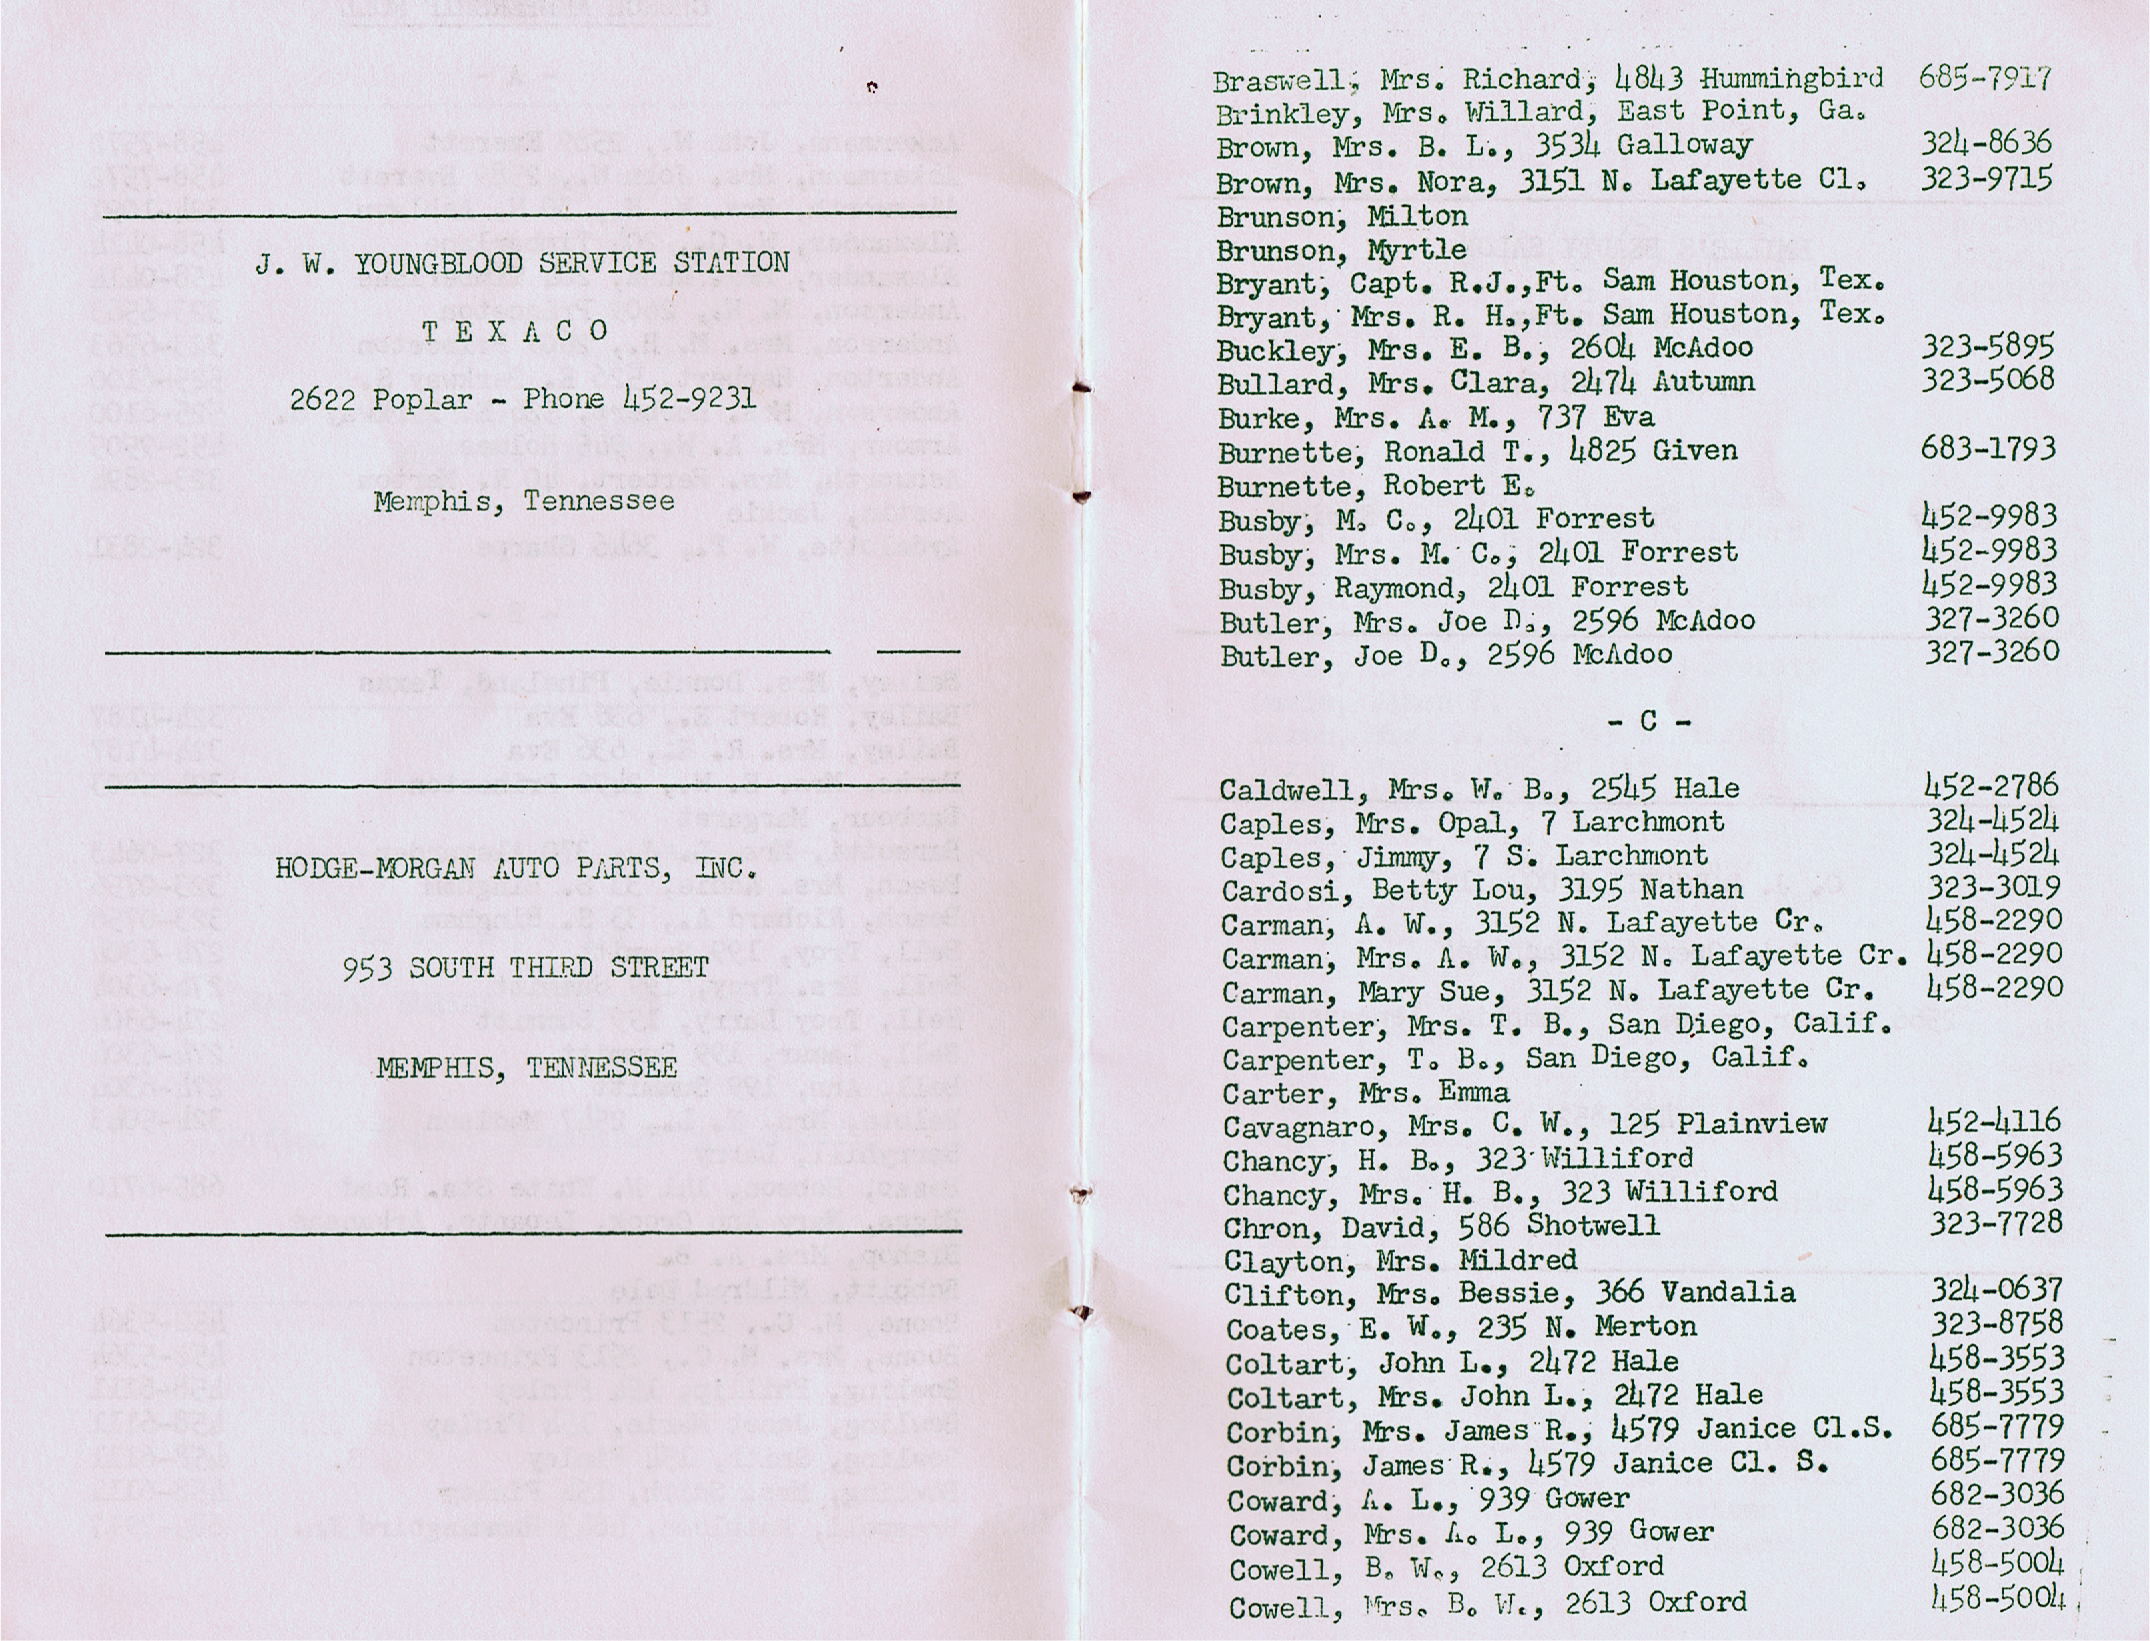 J. W. YOUNGBLOOD SERVICE STATION
T E X A C O
2622 Poplar - Phone 452-9231
Memphis, Tennessee
HODGE-MORGAN AUTO PARTS, INC.
953 SOUTH THIRD STREET
MEMPHIS, TENNESSEE
Braswell, Mrs. Richard, 4843 Hummingbird 685-7917
Brinkley, Mrs. Willard, East Point, Ga.
Brown, Mrs. B. L., 3534 Galloway 324-8636
Brown, Mrs. Nora, 3151 N. Lafayette Cl. 323-9715
Brunson, Milton
Brunson, Myrtle
Bryant, Capt. R.J.,Ft. Sam Houston, Tex.
Bryant, Mrs. R. H.,Ft. Sam Houston, Tex.
Buckley, Mrs. E. B., 2604 McAdoo 323-5895
Bullard, Mrs. Clara, 2474 Autumn 323-5068
Burke, Mrs. A. M., 737 Eva
Burnette, Ronald T., 4825 Given 683-1793
Burnette, Robert E.
Busby, M. C., 2401 Forrest 452-9983
Busby, Mrs. M. C., 2401 Forrest 452-9983
Busby, Raymond, 2401 Forrest 452-9983
Butler, Mrs. Joe D., 2596 McAdoo 327-3260
Butler, Joe D., 2596 McAdoo 327-3260
- C -
Caldwell, Mrs. W. B., 2545 Hale 452-2786
Caples, Mrs. Opal, 7 Larchmont 324-4524
Caples, Jimmy, 7 S. Larchmont 324-4524
Cardosi, Betty Lou, 3195 Nathan 323-3019
Carman, A. W., 3152 N. Lafayette Cr. 458-2290
Carman, Mrs. A. W., 3152 N. Lafayette Cr. 458-2290
Carman, Mary Sue, 3152 N. Lafayette Cr. 458-2290
Carpenter, Mrs. T. B., San Diego, Calif.
Carpenter, T. B., San Diego, Calif.
Carter, Mrs. Emma
Cavagnaro, Mrs. C. W., 125 Plainview 452-4116
Chancy, H. B., 323 Williford 458-5963
Chancy, Mrs. H. B., 323 Williford 458-5963
Chron, David, 586 Shotwell 323-7728
Clayton, Mrs. Mildred
Clifton, Mrs. Bessie, 366 Vandalia 324-0637
Coates, E. W., 235 N. Merton 323-8758
Coltart, John L., 2472 Hale 458-3553
Coltart, Mrs. John L., 2472 Hale 458-3553
Corbin, Mrs. James R., 4579 Janice Cl.S. 685-7779
Corbin, James R., 4579 Janice Cl. S. 685-7779
Coward, A. L., 939 Gower 682-3036
Coward, Mrs. A. L., 939 Gower 682-3036
Cowell, B. W., 2613 Oxford 458-5004
Cowell, Mrs. B. W., 2613 Oxford 458-5004